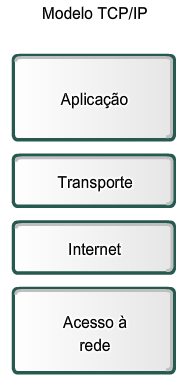 Modelo TCP/IP
Aplicação
Transporte
Internet
Acesso à
rede